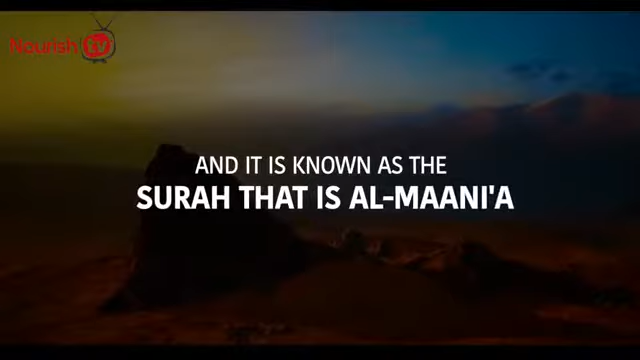 Nourish tv
AND IT IS KNOWN AS THE
SURAH THAT IS AL-MAANI'A